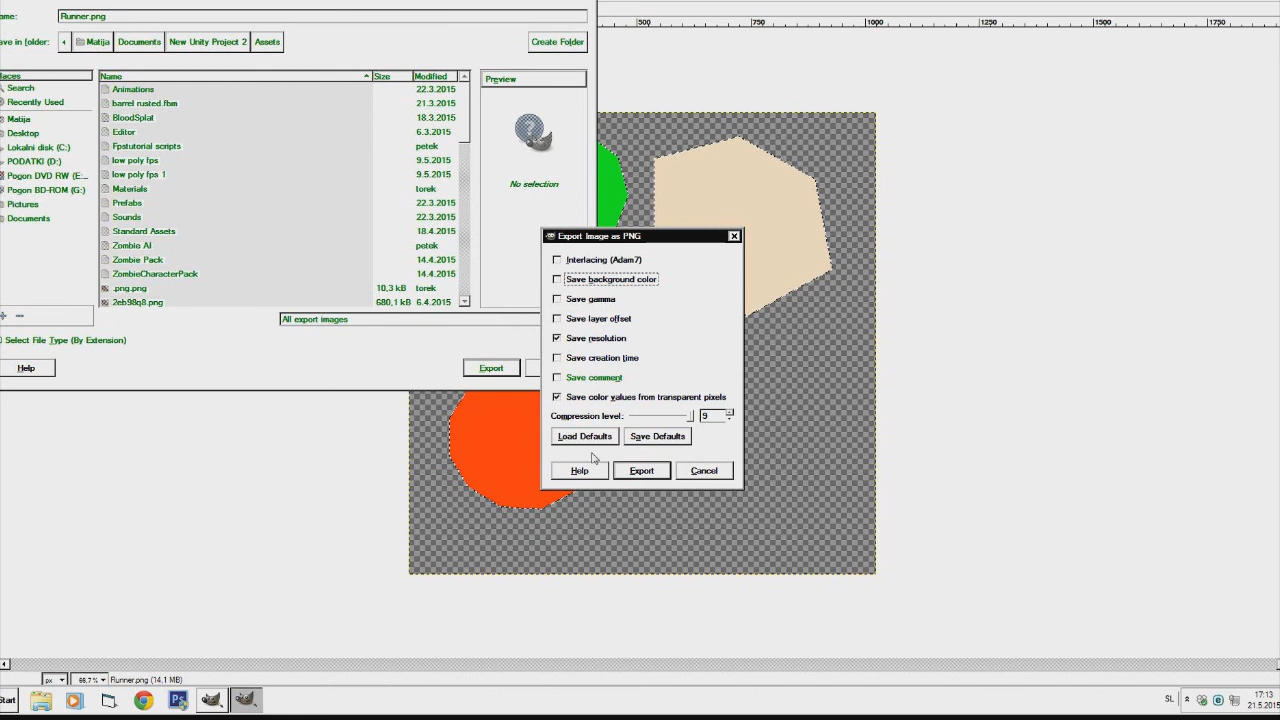 ame: Runner.png
ave in folder: Matija Documents New Unity Project 2 Assets Create Folder
500 750 1000 1250 1500 1750
laces
Search
Recently Used
Matija
Desktop
Lokalni disk (C:)
PODATKI (D:)
Pogon DVD RW (E:...
Pogon BD-ROM (G:)
Pictures
Documents
Name Size Modified
Animations 22.3.2015
barrel rusted.fbm 21.3.2015
BloodSplat 18.3.2015
Editor 6.3.2015
Fpstutorial scripts petek
low poly fps 9.5.2015
low poly fps 1 9.5.2015
Materials torek
Prefabs 22.3.2015
Sounds 22.3.2015
Standard Assets 18.4.2015
Zombie AI petek
Zombie Pack 14.4.2015
ZombieCharacterPack 14.4.2015
.png.png 10,3 kB torek
2eb98q8.png 680,1 kB 6.4.2015
Preview
No selection
All export images
Select File Type (By Extension)
Help Export
Export Image as PNG
Interlacing (Adam7)
Save background color
Save gamma
Save layer offset
Save resolution
Save creation time
Save comment
Save color values from transparent pixels
Compression level: 9
Load Defaults Save Defaults
Help Export Cancel
px 66,7% Runner.png (14,1 MB)
Start
SL 17:13
21.5.2015